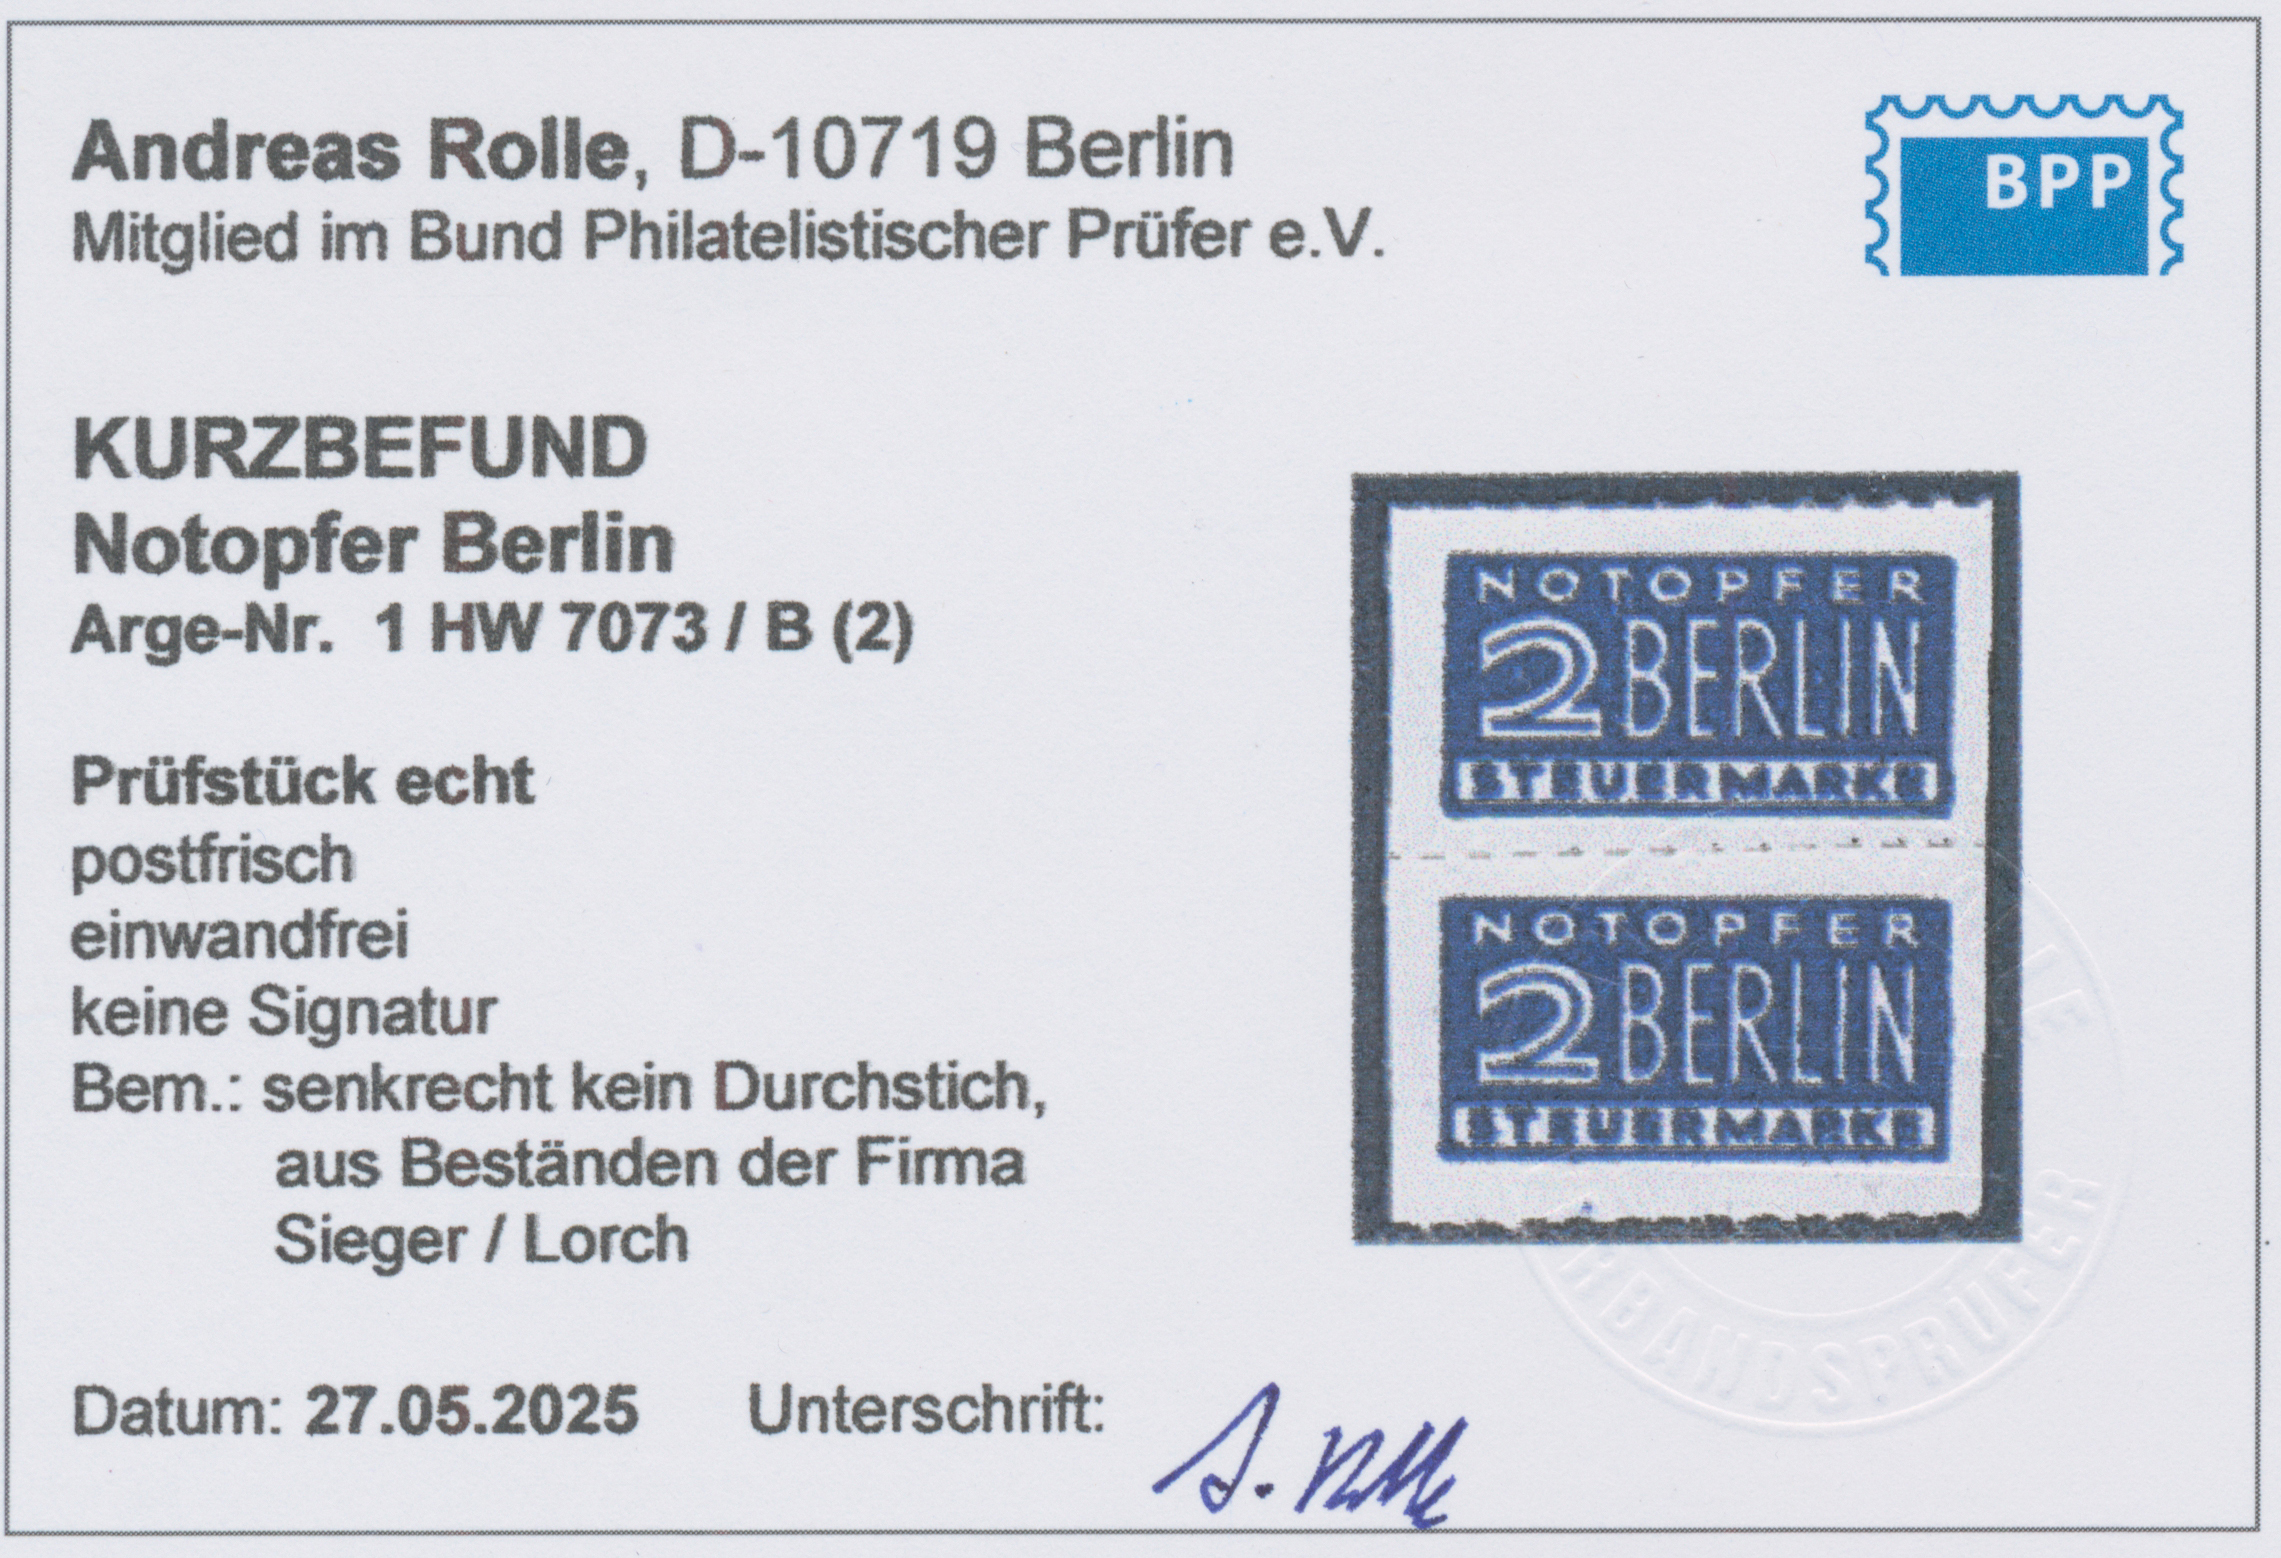 Andreas Rolle, D-10719 Berlin
Mitglied im Bund Philatelistischer Prüfer e.V.
BPP
KURZBEFUND
Notopfer Berlin
Arge-Nr. 1 HW 7073 / B (2)
Prüfstück echt
postfrisch
einwandfrei
keine Signatur
Bem.: senkrecht kein Durchstich,
aus Beständen der Firma
Sieger / Lorch
NOTOPFER
2 BERLIN
STEUERMARKE
NOTOPFER
2 BERLIN
STEUERMARKE
Datum: 27.05.2025 Unterschrift:
A. Rolle